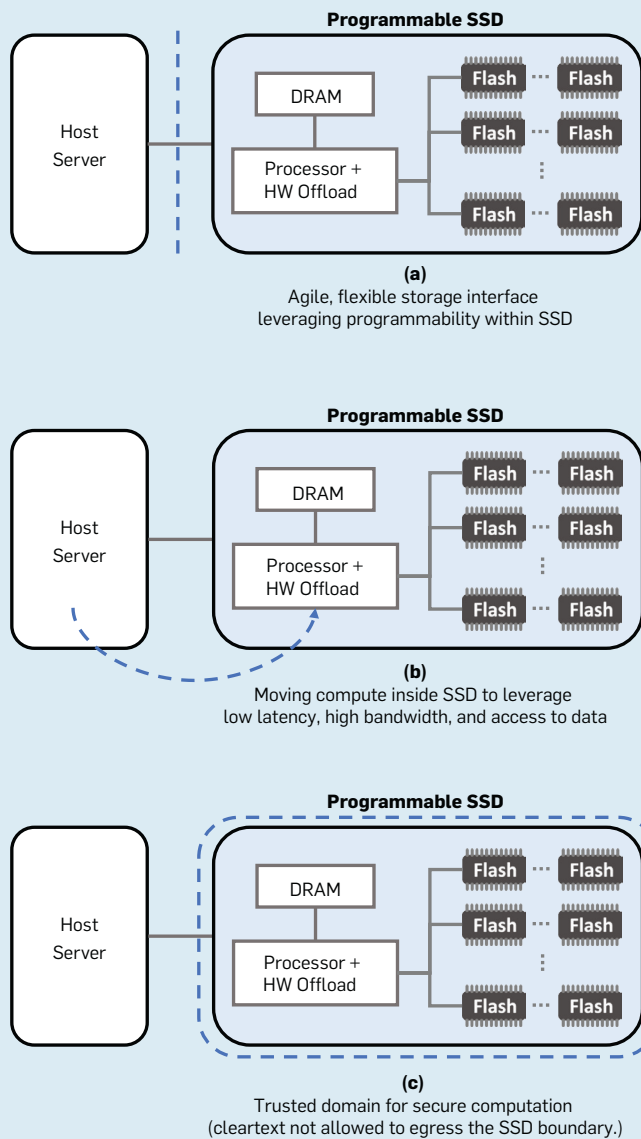 Programmable SSD
Host
Server
DRAM
Processor +
HW Offload
Flash ... Flash
Flash ... Flash
Flash ... Flash
(a)
Agile, flexible storage interface
leveraging programmability within SSD
Programmable SSD
Host
Server
DRAM
Processor +
HW Offload
Flash ... Flash
Flash ... Flash
Flash ... Flash
(b)
Moving compute inside SSD to leverage
low latency, high bandwidth, and access to data
Programmable SSD
Host
Server
DRAM
Processor +
HW Offload
Flash ... Flash
Flash ... Flash
Flash ... Flash
(c)
Trusted domain for secure computation
(cleartext not allowed to egress the SSD boundary.)